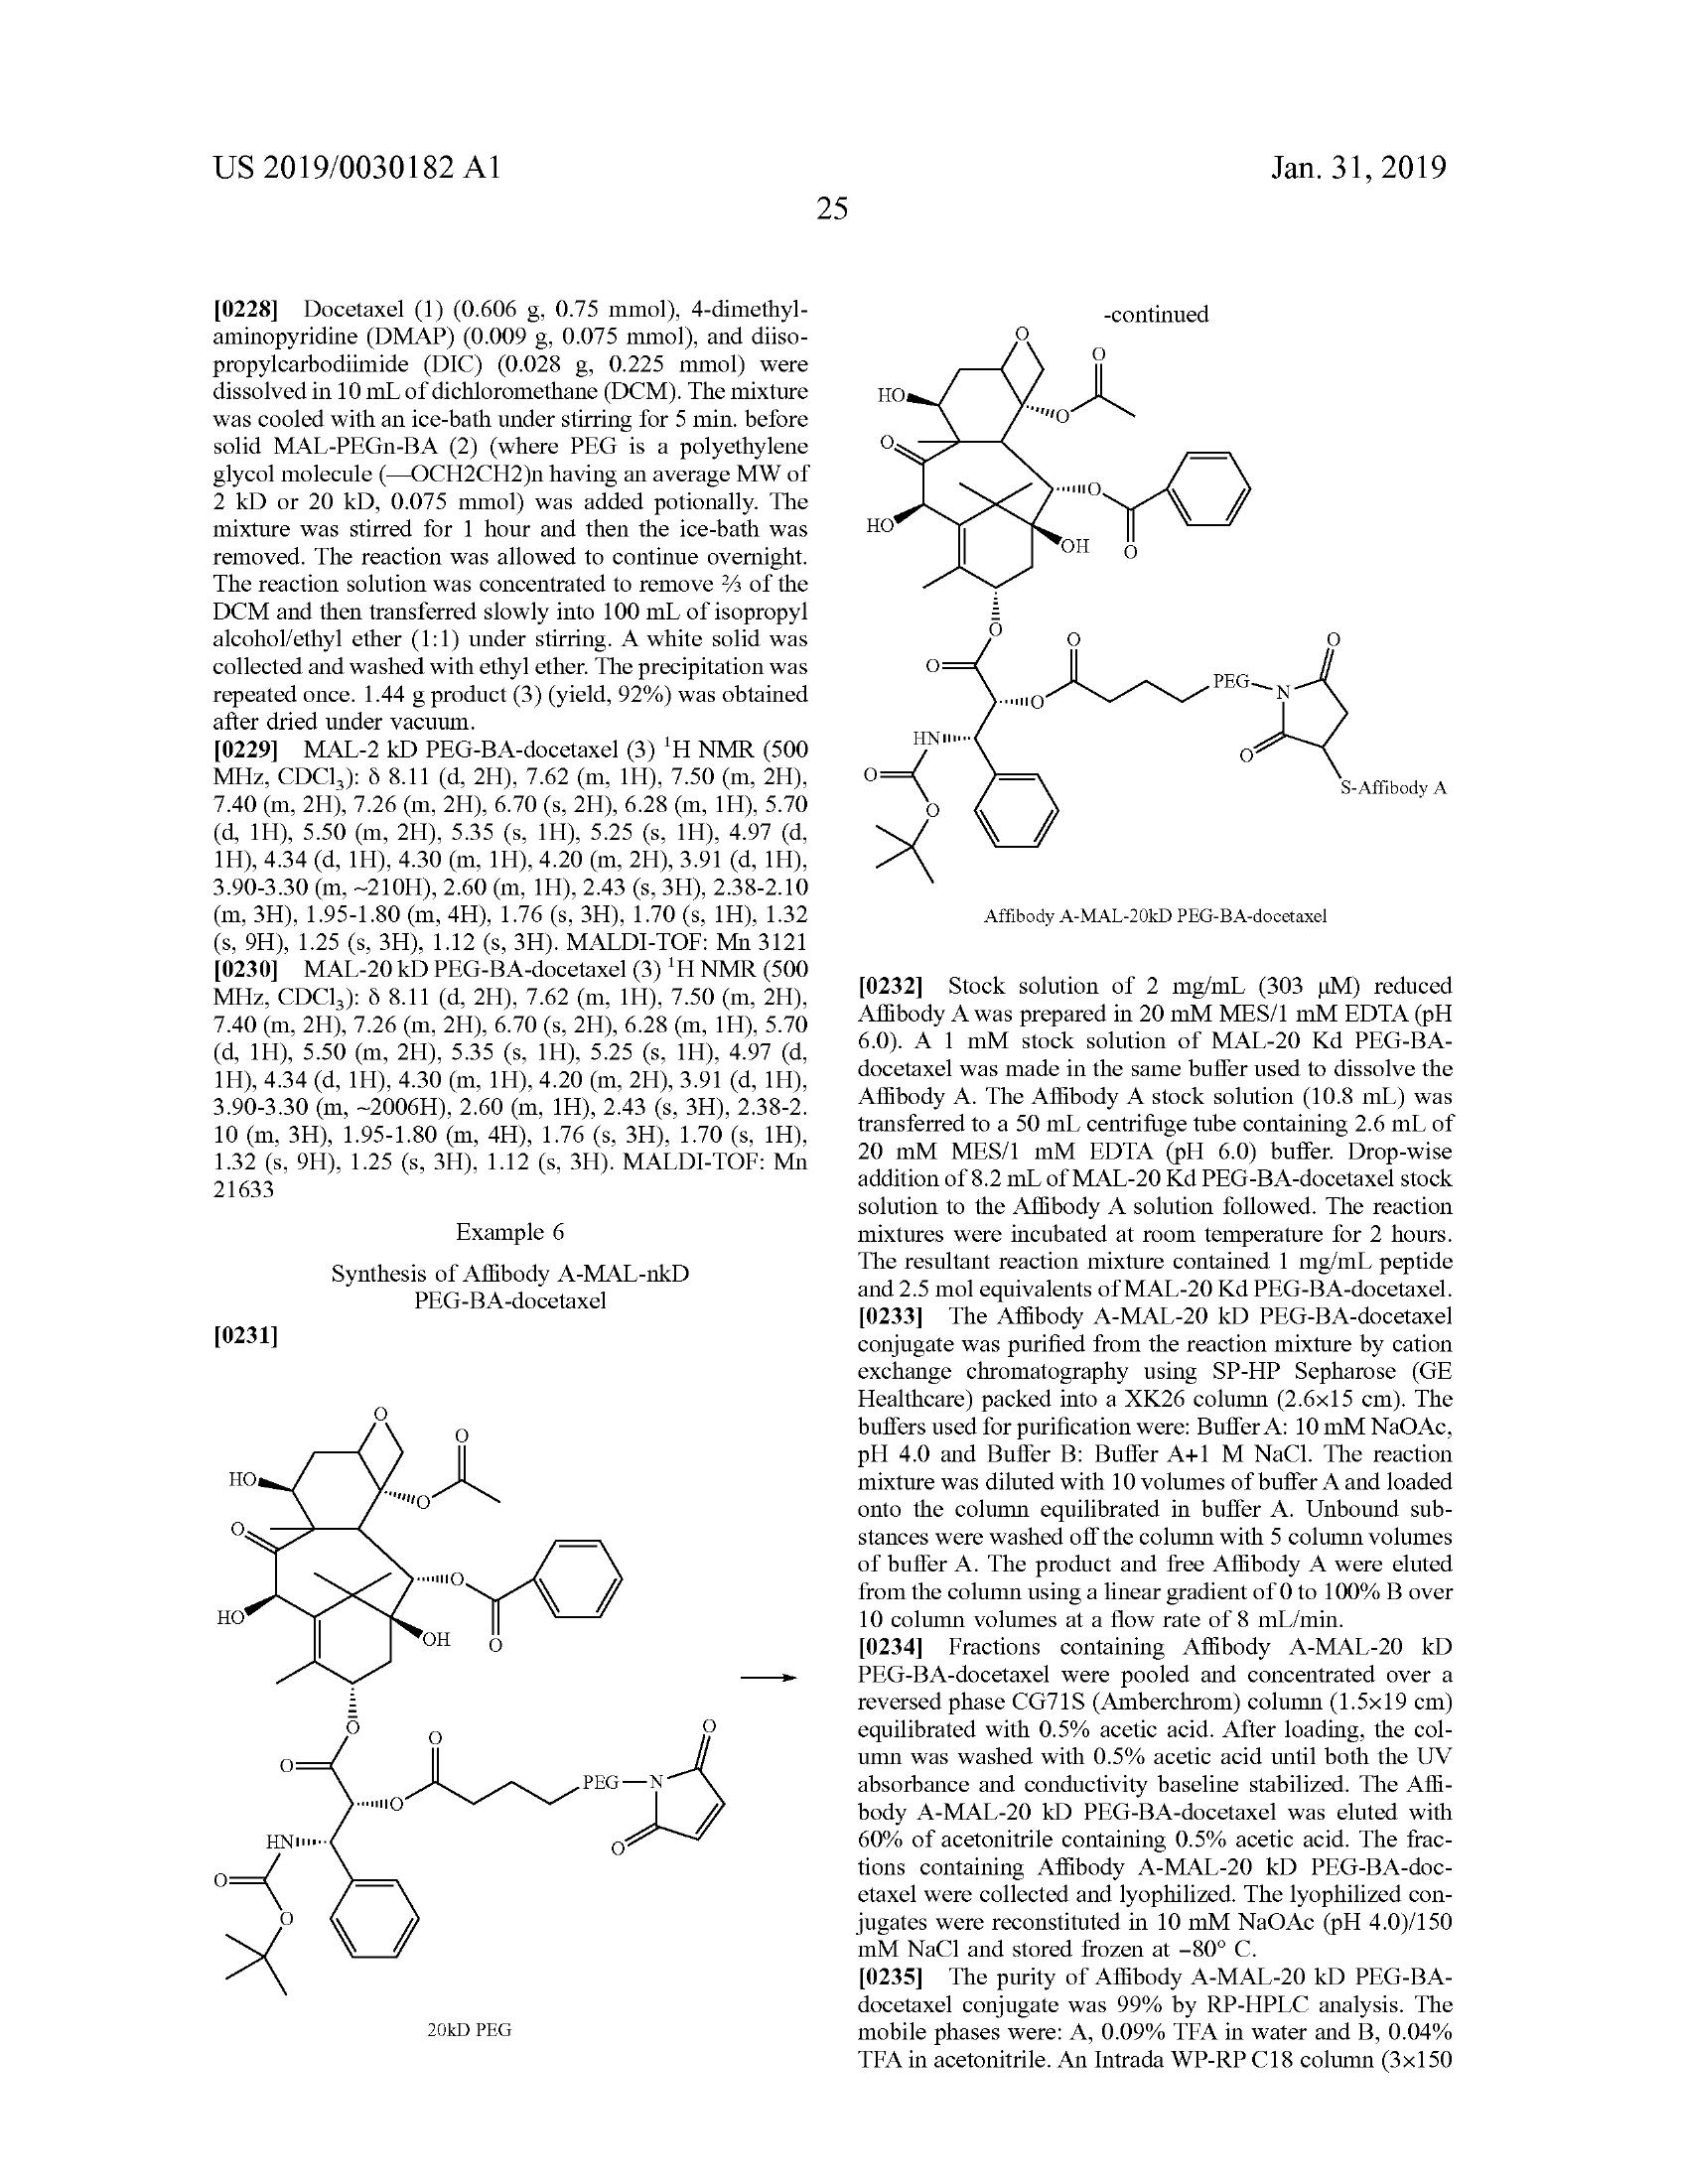 US 2019/0030182 A1
Jan. 31, 2019
25
[0228] Docetaxel (1) (0.606 g, 0.75 mmol), 4-dimethyl-
aminopyridine (DMAP) (0.009 g, 0.075 mmol), and diiso-
propylcarbodiimide (DIC) (0.028 g, 0.225 mmol) were
dissolved in 10 mL of dichloromethane (DCM). The mixture
was cooled with an ice-bath under stirring for 5 min. before
solid MAL-PEGn-BA (2) (where PEG is a polyethylene
glycol molecule (—OCH2CH2)n having an average MW of
2 kD or 20 kD, 0.075 mmol) was added potionally. The
mixture was stirred for 1 hour and then the ice-bath was
removed. The reaction was allowed to continue overnight.
The reaction solution was concentrated to remove ⅔ of the
DCM and then transferred slowly into 100 mL of isopropyl
alcohol/ethyl ether (1:1) under stirring. A white solid was
collected and washed with ethyl ether. The precipitation was
repeated once. 1.44 g product (3) (yield, 92%) was obtained
after dried under vacuum.
[0229] MAL-2 kD PEG-BA-docetaxel (3) ¹H NMR (500
MHz, CDCl₃): δ 8.11 (d, 2H), 7.62 (m, 1H), 7.50 (m, 2H),
7.40 (m, 2H), 7.26 (m, 2H), 6.70 (s, 2H), 6.28 (m, 1H), 5.70
(d, 1H), 5.50 (m, 2H), 5.35 (s, 1H), 5.25 (s, 1H), 4.97 (d,
1H), 4.34 (d, 1H), 4.30 (m, 1H), 4.20 (m, 2H), 3.91 (d, 1H),
3.90-3.30 (m, ~210H), 2.60 (m, 1H), 2.43 (s, 3H), 2.38-2.10
(m, 3H), 1.95-1.80 (m, 4H), 1.76 (s, 3H), 1.70 (s, 1H), 1.32
(s, 9H), 1.25 (s, 3H), 1.12 (s, 3H). MALDI-TOF: Mn 3121
[0230] MAL-20 kD PEG-BA-docetaxel (3) ¹H NMR (500
MHz, CDCl₃): δ 8.11 (d, 2H), 7.62 (m, 1H), 7.50 (m, 2H),
7.40 (m, 2H), 7.26 (m, 2H), 6.70 (s, 2H), 6.28 (m, 1H), 5.70
(d, 1H), 5.50 (m, 2H), 5.35 (s, 1H), 5.25 (s, 1H), 4.97 (d,
1H), 4.34 (d, 1H), 4.30 (m, 1H), 4.20 (m, 2H), 3.91 (d, 1H),
3.90-3.30 (m, ~2006H), 2.60 (m, 1H), 2.43 (s, 3H), 2.38-2.
10 (m, 3H), 1.95-1.80 (m, 4H), 1.76 (s, 3H), 1.70 (s, 1H),
1.32 (s, 9H), 1.25 (s, 3H), 1.12 (s, 3H). MALDI-TOF: Mn
21633
Example 6
Synthesis of Affibody A-MAL-nkD
PEG-BA-docetaxel
[0231]
O
O
HO
O
O
O
HO
OH
O
O
O
O
O
O
PEG
N
O
HN
O
O
20kD PEG
-continued
O
O
HO
O
O
O
HO
OH
O
O
O
O
O
O
PEG
N
HN
O
O
S-Affibody A
O
Affibody A-MAL-20kD PEG-BA-docetaxel
[0232] Stock solution of 2 mg/mL (303 µM) reduced
Affibody A was prepared in 20 mM MES/1 mM EDTA (pH
6.0). A 1 mM stock solution of MAL-20 Kd PEG-BA-
docetaxel was made in the same buffer used to dissolve the
Affibody A. The Affibody A stock solution (10.8 mL) was
transferred to a 50 mL centrifuge tube containing 2.6 mL of
20 mM MES/1 mM EDTA (pH 6.0) buffer. Drop-wise
addition of 8.2 mL of MAL-20 Kd PEG-BA-docetaxel stock
solution to the Affibody A solution followed. The reaction
mixtures were incubated at room temperature for 2 hours.
The resultant reaction mixture contained 1 mg/mL peptide
and 2.5 mol equivalents of MAL-20 Kd PEG-BA-docetaxel.
[0233] The Affibody A-MAL-20 kD PEG-BA-docetaxel
conjugate was purified from the reaction mixture by cation
exchange chromatography using SP-HP Sepharose (GE
Healthcare) packed into a XK26 column (2.6x15 cm). The
buffers used for purification were: Buffer A: 10 mM NaOAc,
pH 4.0 and Buffer B: Buffer A+1 M NaCl. The reaction
mixture was diluted with 10 volumes of buffer A and loaded
onto the column equilibrated in buffer A. Unbound sub-
stances were washed off the column with 5 column volumes
of buffer A. The product and free Affibody A were eluted
from the column using a linear gradient of 0 to 100% B over
10 column volumes at a flow rate of 8 mL/min.
[0234] Fractions containing Affibody A-MAL-20 kD
PEG-BA-docetaxel were pooled and concentrated over a
reversed phase CG71S (Amberchrom) column (1.5x19 cm)
equilibrated with 0.5% acetic acid. After loading, the col-
umn was washed with 0.5% acetic acid until both the UV
absorbance and conductivity baseline stabilized. The Affi-
body A-MAL-20 kD PEG-BA-docetaxel was eluted with
60% of acetonitrile containing 0.5% acetic acid. The frac-
tions containing Affibody A-MAL-20 kD PEG-BA-doc-
etaxel were collected and lyophilized. The lyophilized con-
jugates were reconstituted in 10 mM NaOAc (pH 4.0)/150
mM NaCl and stored frozen at -80° C.
[0235] The purity of Affibody A-MAL-20 kD PEG-BA-
docetaxel conjugate was 99% by RP-HPLC analysis. The
mobile phases were: A, 0.09% TFA in water and B, 0.04%
TFA in acetonitrile. An Intrada WP-RP C18 column (3x150